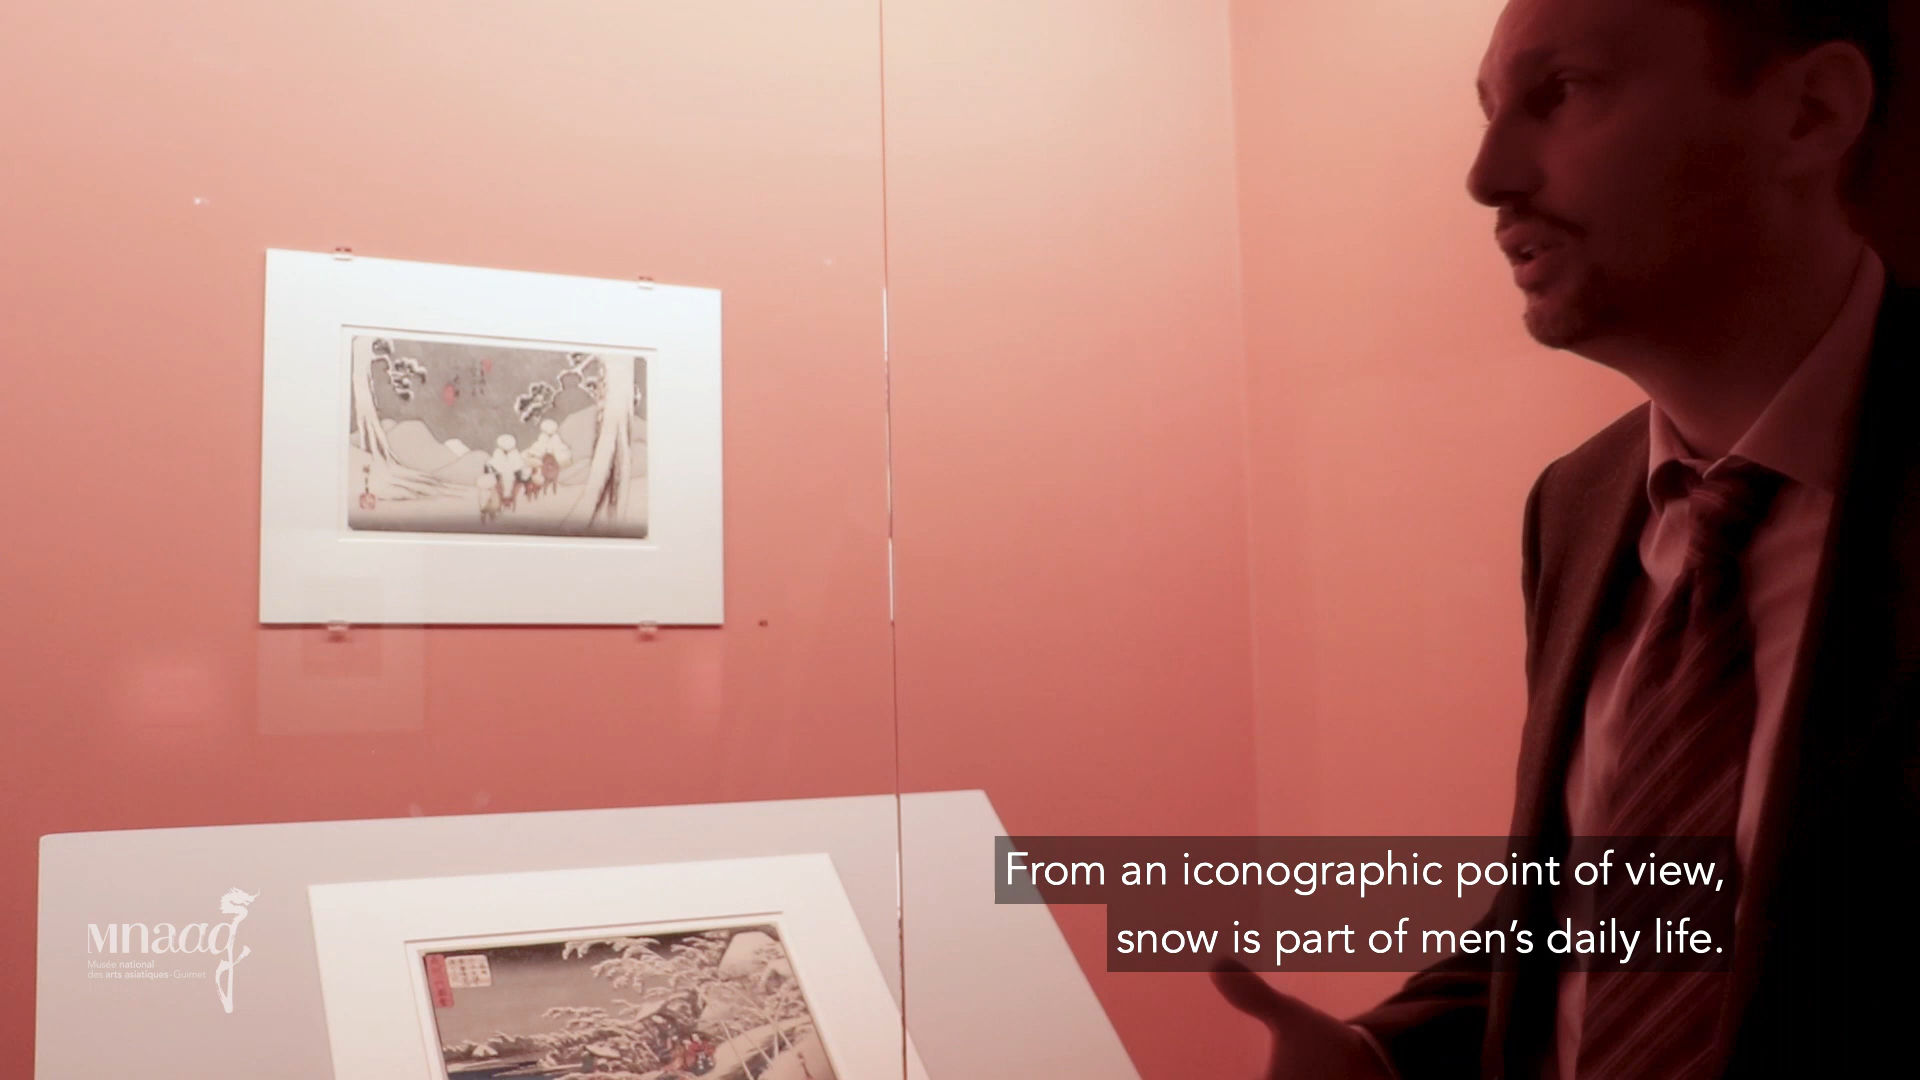 From an iconographic point of view,
snow is part of men's daily life.
mnaag
Musée national
des arts asiatiques - Guimet